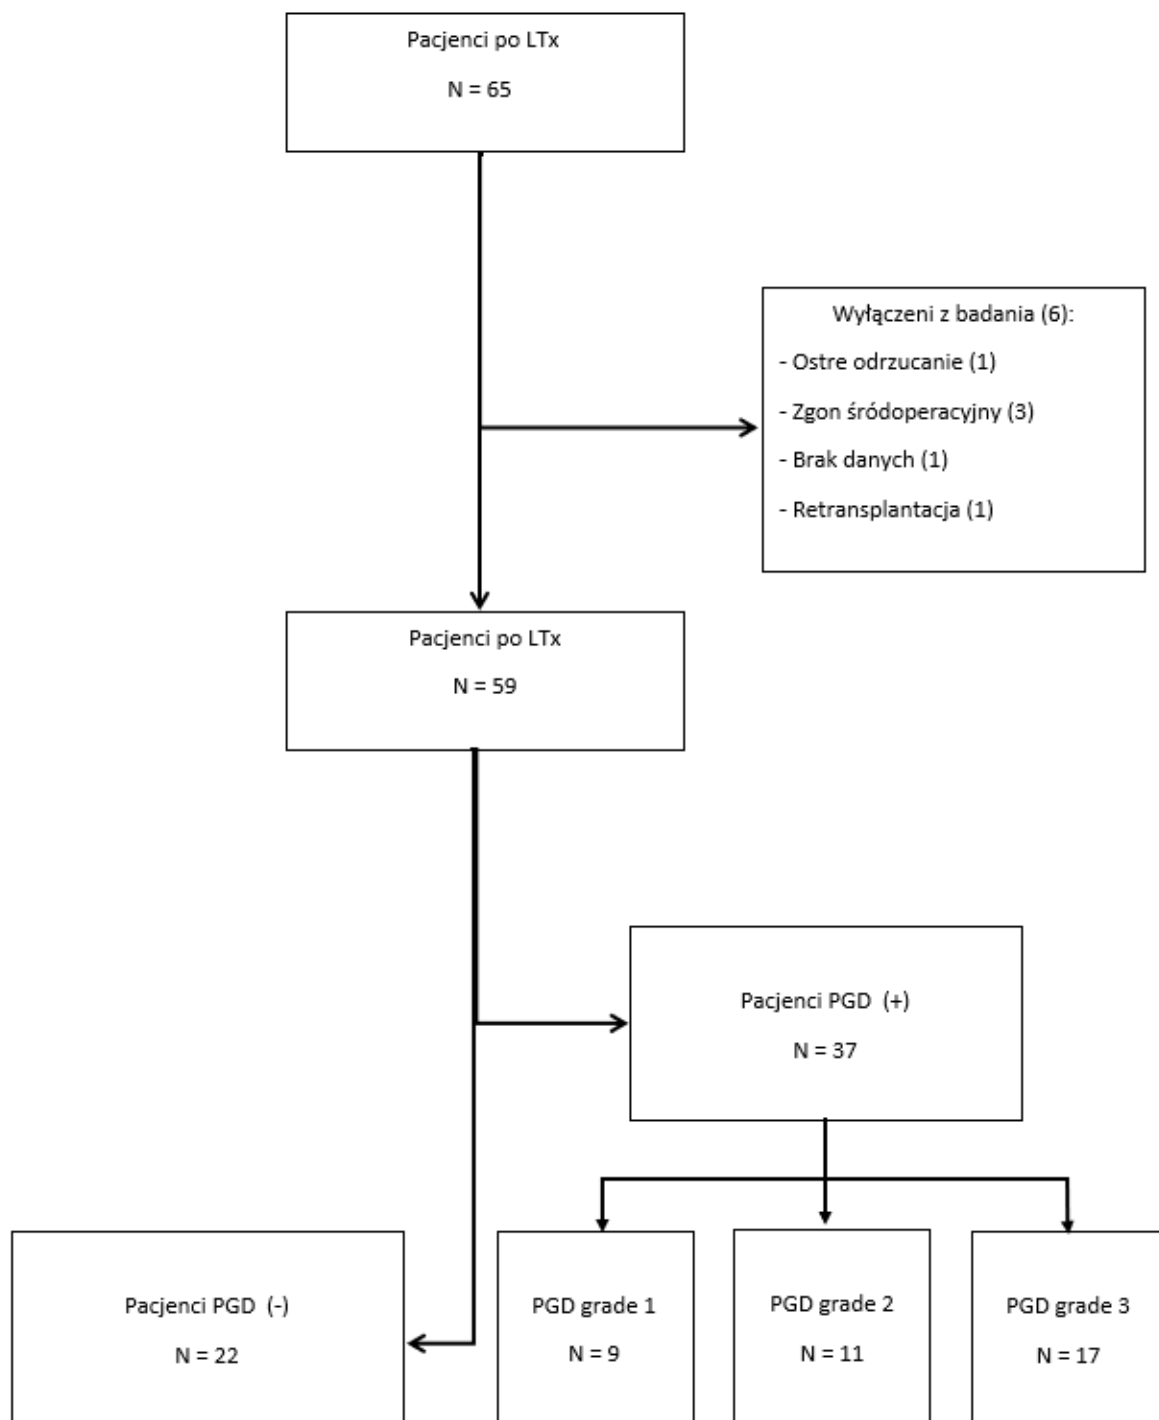 Pacjenci po LTx
N = 65
Wyłączeni z badania (6):
- Ostre odrzucanie (1)
- Zgon śródoperacyjny (3)
- Brak danych (1)
- Retransplantacja (1)
Pacjenci po LTx
N = 59
Pacjenci PGD (+)
N = 37
Pacjenci PGD (-)
N = 22
PGD grade 1
N = 9
PGD grade 2
N = 11
PGD grade 3
N = 17